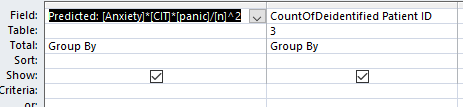 Field: Predicted: [Anxiety]*[CIT]*[panic]/[n]^2 CountOfDeidentified Patient ID
Table: 3
Total: Group By Group By
Sort:
Show:
Criteria:
or: